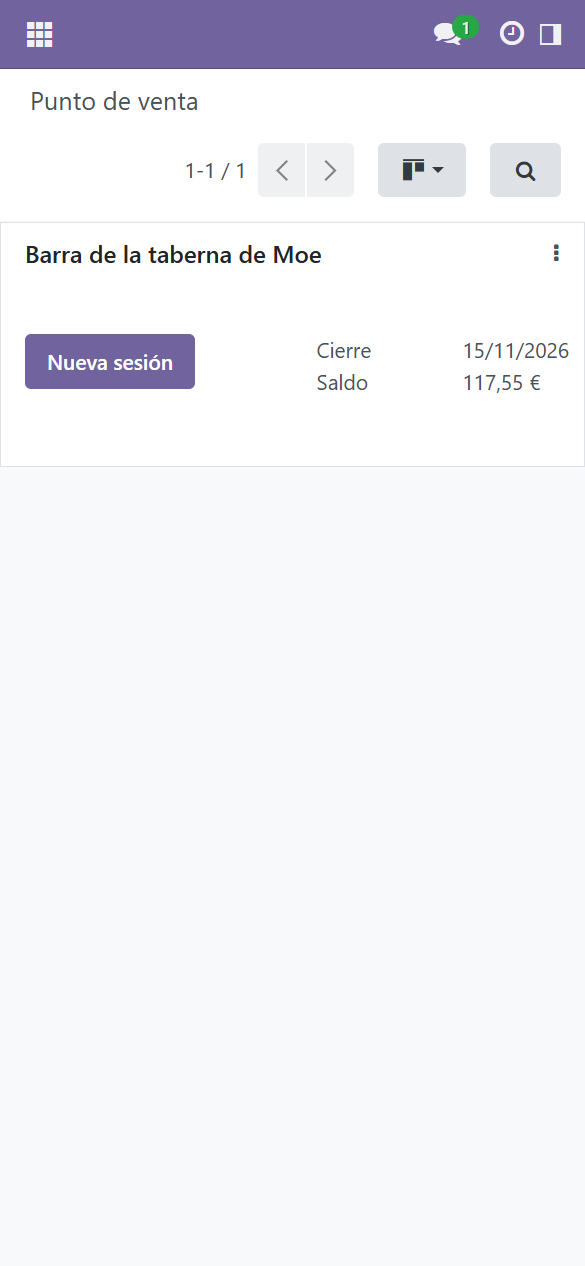 1
Punto de venta
1-1 / 1
Barra de la taberna de Moe
Nueva sesión
Cierre 15/11/2026
Saldo 117,55 €